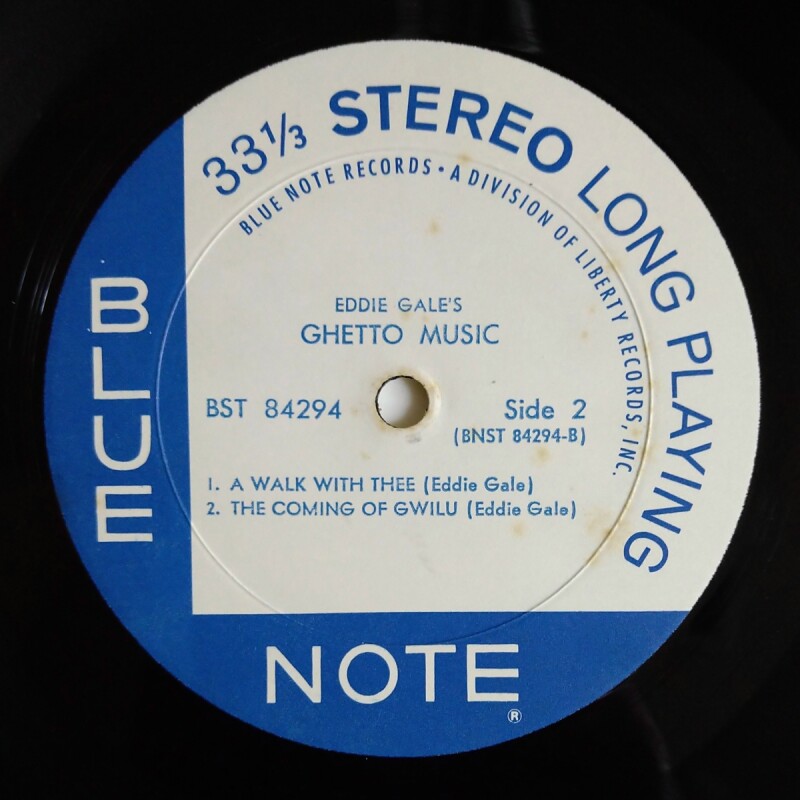 33⅓ STEREO LONG PLAYING
BLUE NOTE RECORDS • A DIVISION OF LIBERTY RECORDS, INC.
EDDIE GALE'S
GHETTO MUSIC
BST 84294
Side 2
(BNST 84294-B)
1. A WALK WITH THEE (Eddie Gale)
2. THE COMING OF GWILU (Eddie Gale)
BLUE
NOTE
®